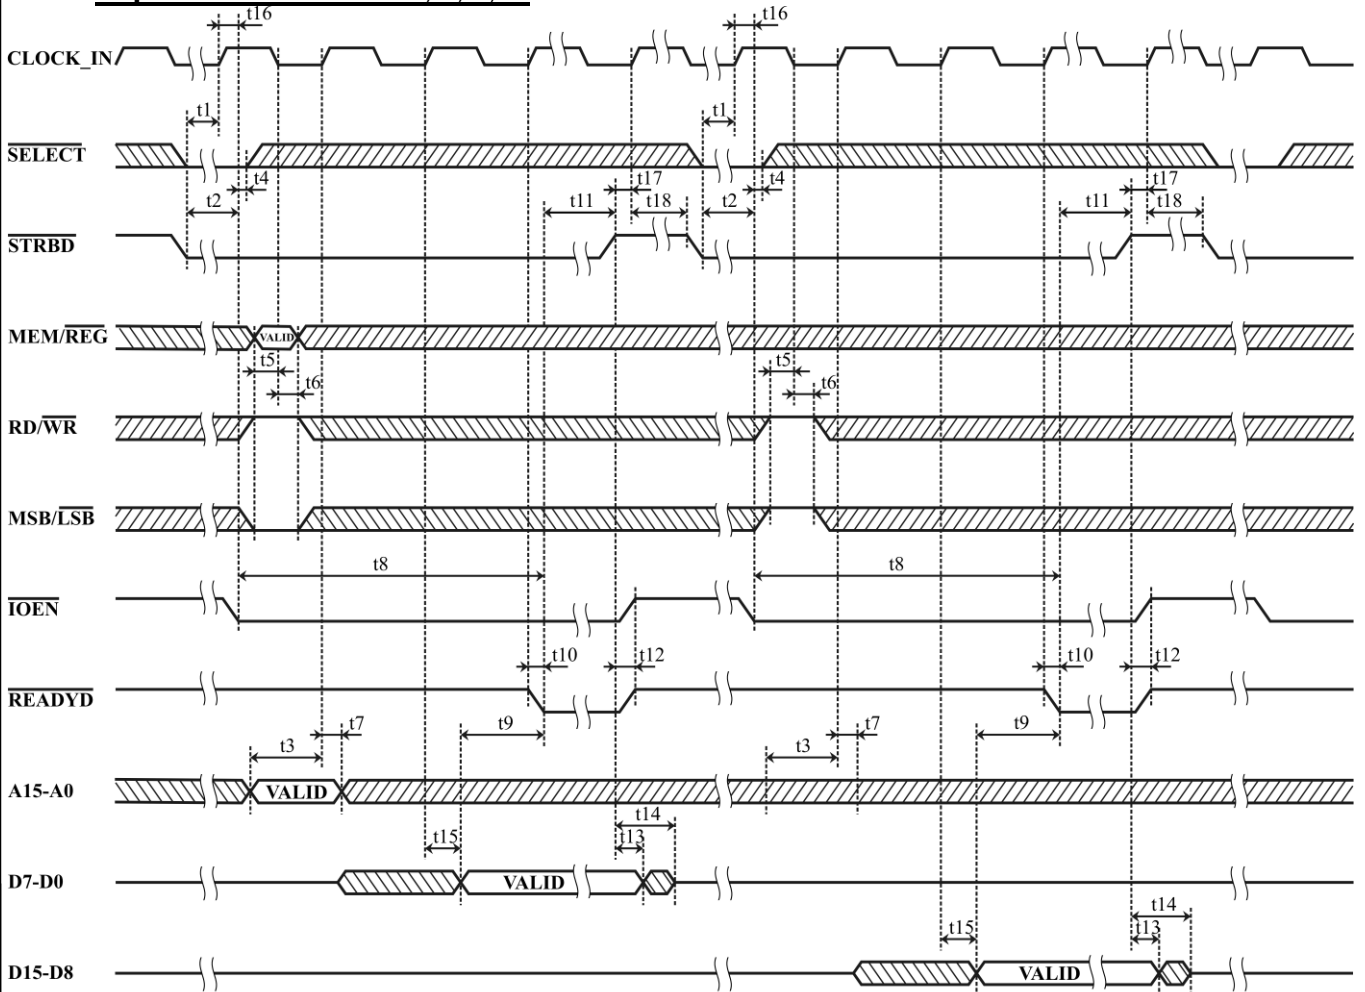 t16 t16
CLOCK_IN
t1 t1
SELECT
t4 t17 t4 t17
t2 t11 t18 t2 t11 t18
STRBD
MEM/REG VALID
t5 t5
t6 t6
RD/WR
MSB/LSB
t8 t8
IOEN
t10 t12 t10 t12
READYD
t7 t9 t7 t9
t3 t3
A15-A0 VALID
t14
t15 t13
D7-D0 VALID
t14
t15 t13
D15-D8 VALID